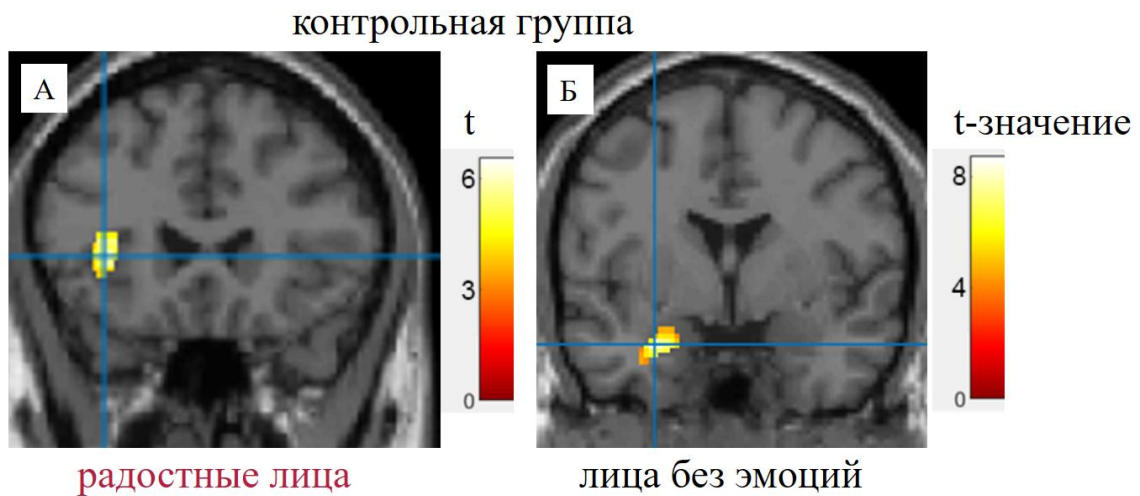 контрольная группа
А
t
6
3
0
Б
t-значение
8
4
0
радостные лица
лица без эмоций